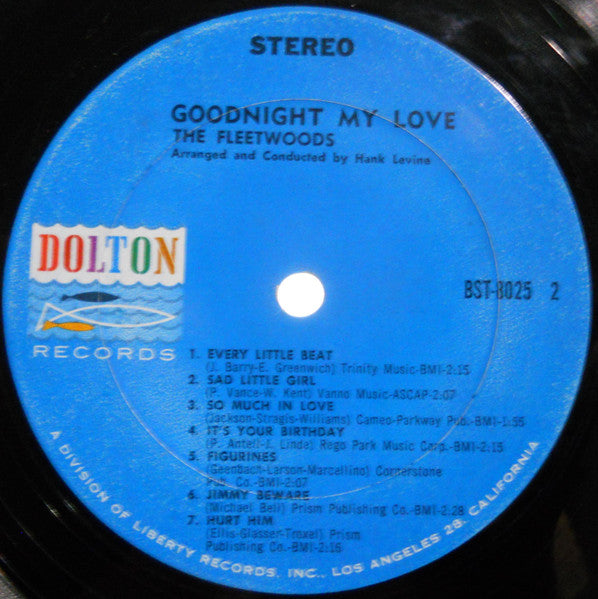 STEREO
GOODNIGHT MY LOVE
THE FLEETWOODS
Arranged and Conducted by Hank Levine
DOLTON
RECORDS
BST-8025 2
1. EVERY LITTLE BEAT
(J. Barry-E. Greenwich) Trinity Music-BMI-2:15
2. SAD LITTLE GIRL
(P. Vance-W. Kent) Vanno Music-ASCAP-2:07
3. SO MUCH IN LOVE
(Jackson-Stragis-Williams) Cameo-Parkway Pub.-BMI-1:55
4. IT'S YOUR BIRTHDAY
(P. Antell-J. Linde) Rego Park Music Corp.-BMI-2:15
5. FIGURINES
(Geenbach-Larson-Marcellino) Cornerstone
Pub. Co.-BMI-2:07
6. JIMMY BEWARE
(Michael Bell) Prism Publishing Co.-BMI-2:28
7. HURT HIM
(Ellis-Glasser-Troxel) Prism
Publishing Co.-BMI-2:16
A DIVISION OF LIBERTY RECORDS, INC., LOS ANGELES 28, CALIFORNIA